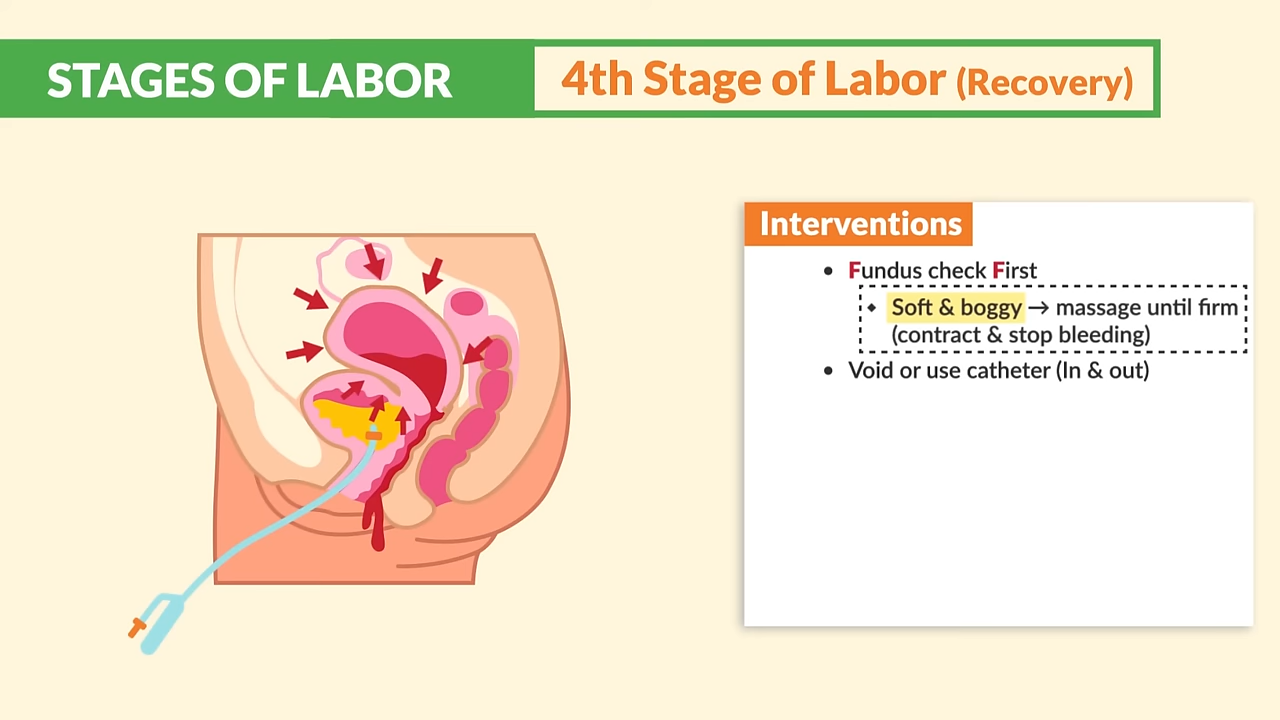 STAGES OF LABOR
4th Stage of Labor (Recovery)
Interventions
• Fundus check First
◆ Soft & boggy → massage until firm
(contract & stop bleeding)
• Void or use catheter (In & out)